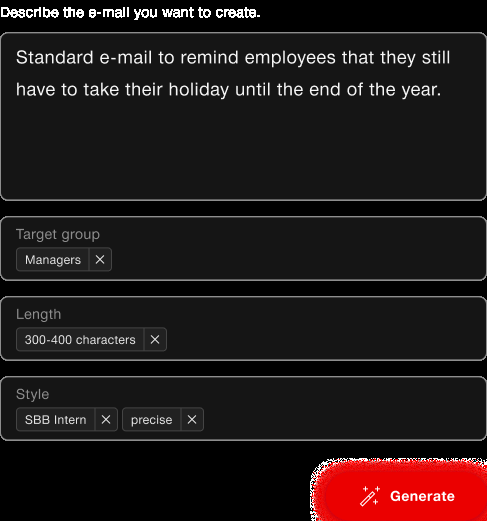 Describe the e-mail you want to create.
Standard e-mail to remind employees that they still
have to take their holiday until the end of the year.
Target group
Managers ×
Length
300-400 characters ×
Style
SBB Intern × precise ×
Generate